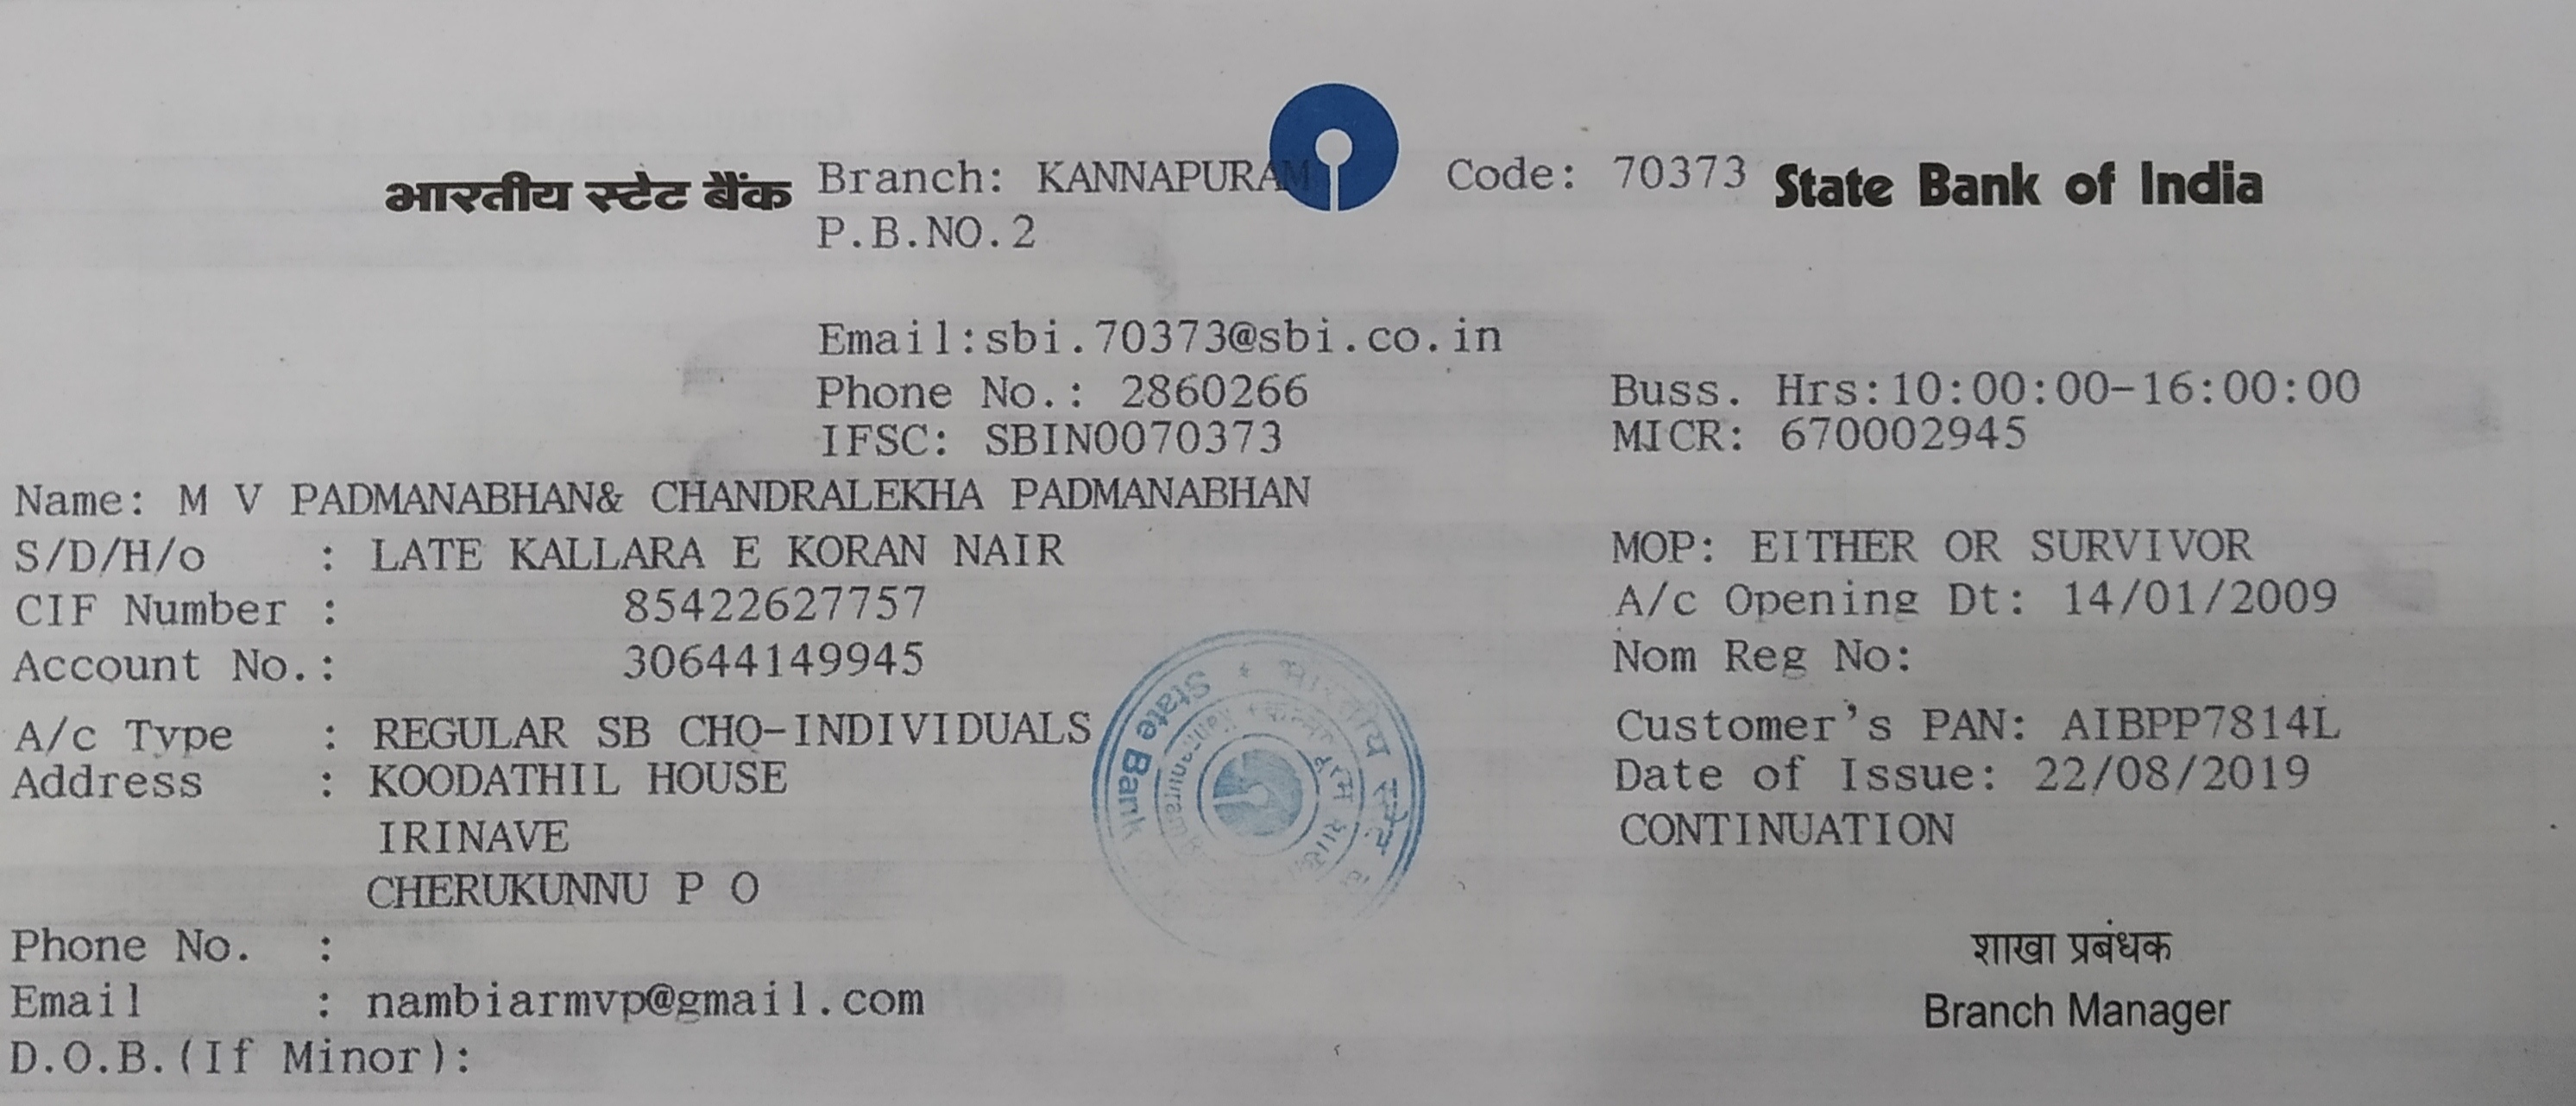 भारतीय स्टेट बैंक Branch: KANNAPURAM Code: 70373 State Bank of India
P.B.NO.2
Email:sbi.70373@sbi.co.in
Phone No.: 2860266 Buss. Hrs:10:00:00-16:00:00
IFSC: SBIN0070373 MICR: 670002945
Name: M V PADMANABHAN& CHANDRALEKHA PADMANABHAN
S/D/H/o : LATE KALLARA E KORAN NAIR MOP: EITHER OR SURVIVOR
CIF Number : 85422627757 A/c Opening Dt: 14/01/2009
Account No.: 30644149945 Nom Reg No:
A/c Type : REGULAR SB CHQ-INDIVIDUALS Customer's PAN: AIBPP7814L
Address : KOODATHIL HOUSE Date of Issue: 22/08/2019
IRINAVE CONTINUATION
CHERUKUNNU P O
Phone No. : शाखा प्रबंधक
Email : nambiarmvp@gmail.com Branch Manager
D.O.B.(If Minor):
भारतीय स्टेट
State Bank